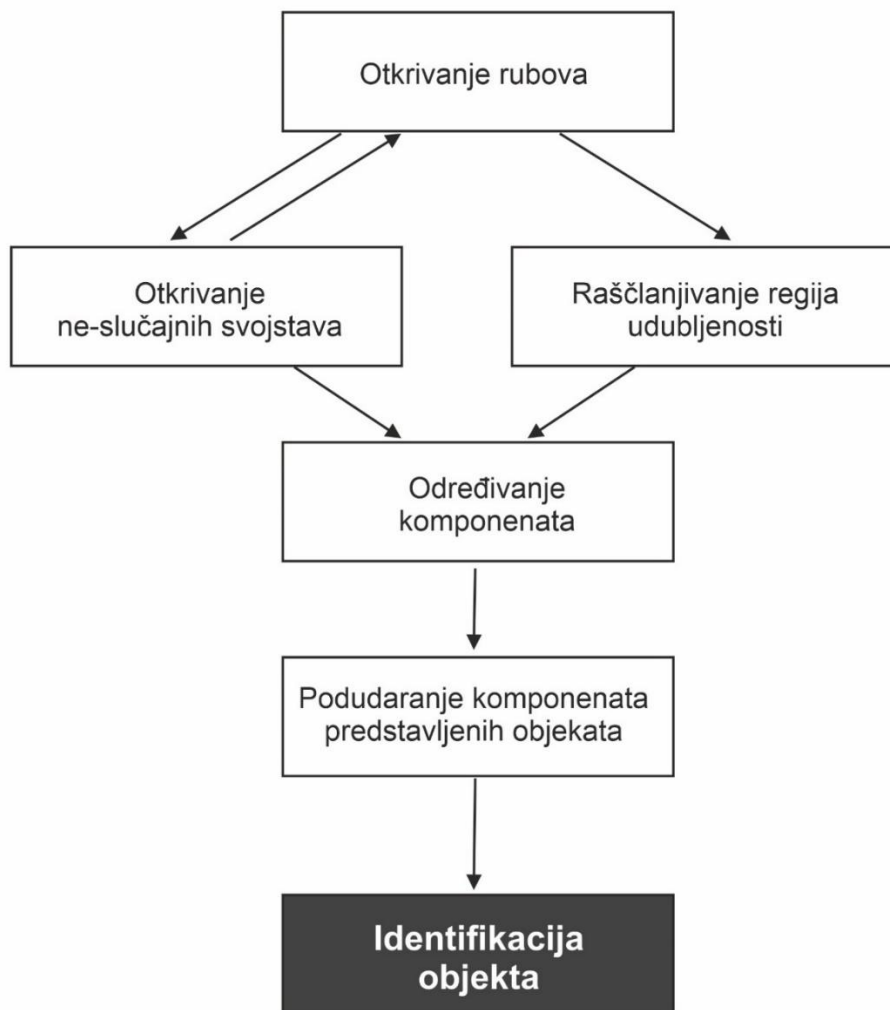 Otkrivanje rubova
Otkrivanje
ne-slučajnih svojstava
Raščlanjivanje regija
udubljenosti
Određivanje
komponenata
Podudaranje komponenata
predstavljenih objekata
Identifikacija
objekta